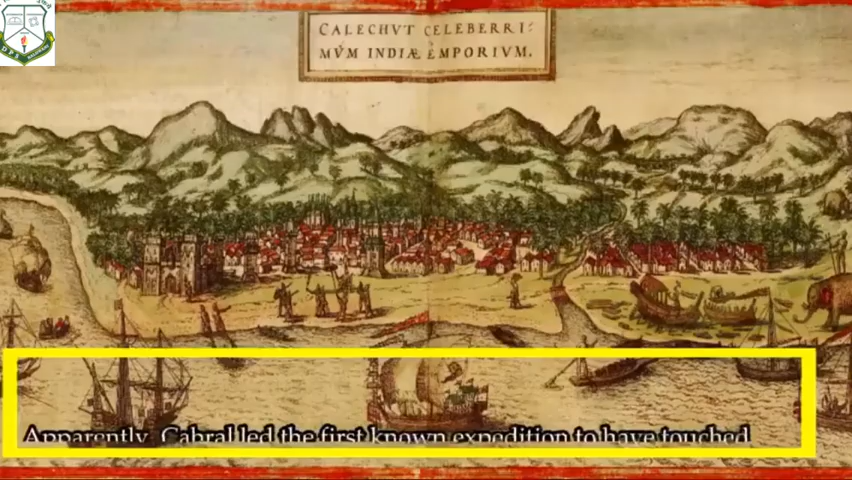 CALECHVT CELEBERRI:
MVM INDIÆ EMPORIVM.
Apparently, Cabral led the first known expedition to have touched